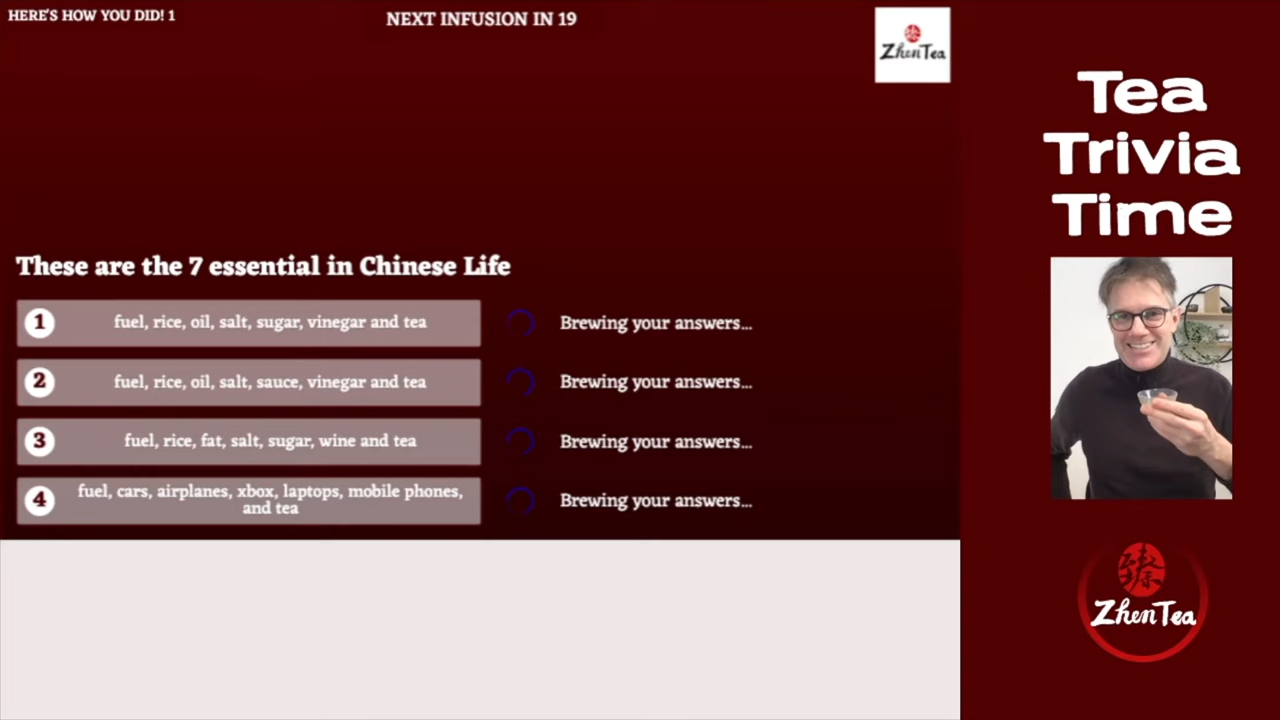 HERE'S HOW YOU DID! 1
NEXT INFUSION IN 19
臻
ZhenTea
Tea
Trivia
Time
These are the 7 essential in Chinese Life
1 fuel, rice, oil, salt, sugar, vinegar and tea
Brewing your answers...
2 fuel, rice, oil, salt, sauce, vinegar and tea
Brewing your answers...
3 fuel, rice, fat, salt, sugar, wine and tea
Brewing your answers...
4 fuel, cars, airplanes, xbox, laptops, mobile phones,
and tea
Brewing your answers...
臻
ZhenTea